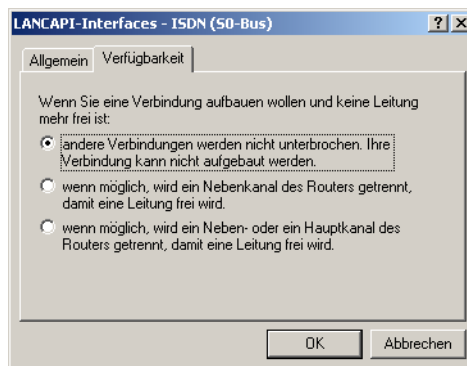 LANCAPI-Interfaces - ISDN (S0-Bus)
Allgemein Verfügbarkeit
Wenn Sie eine Verbindung aufbauen wollen und keine Leitung
mehr frei ist:
andere Verbindungen werden nicht unterbrochen. Ihre
Verbindung kann nicht aufgebaut werden.
wenn möglich, wird ein Nebenkanal des Routers getrennt,
damit eine Leitung frei wird.
wenn möglich, wird ein Neben- oder ein Hauptkanal des
Routers getrennt, damit eine Leitung frei wird.
OK Abbrechen